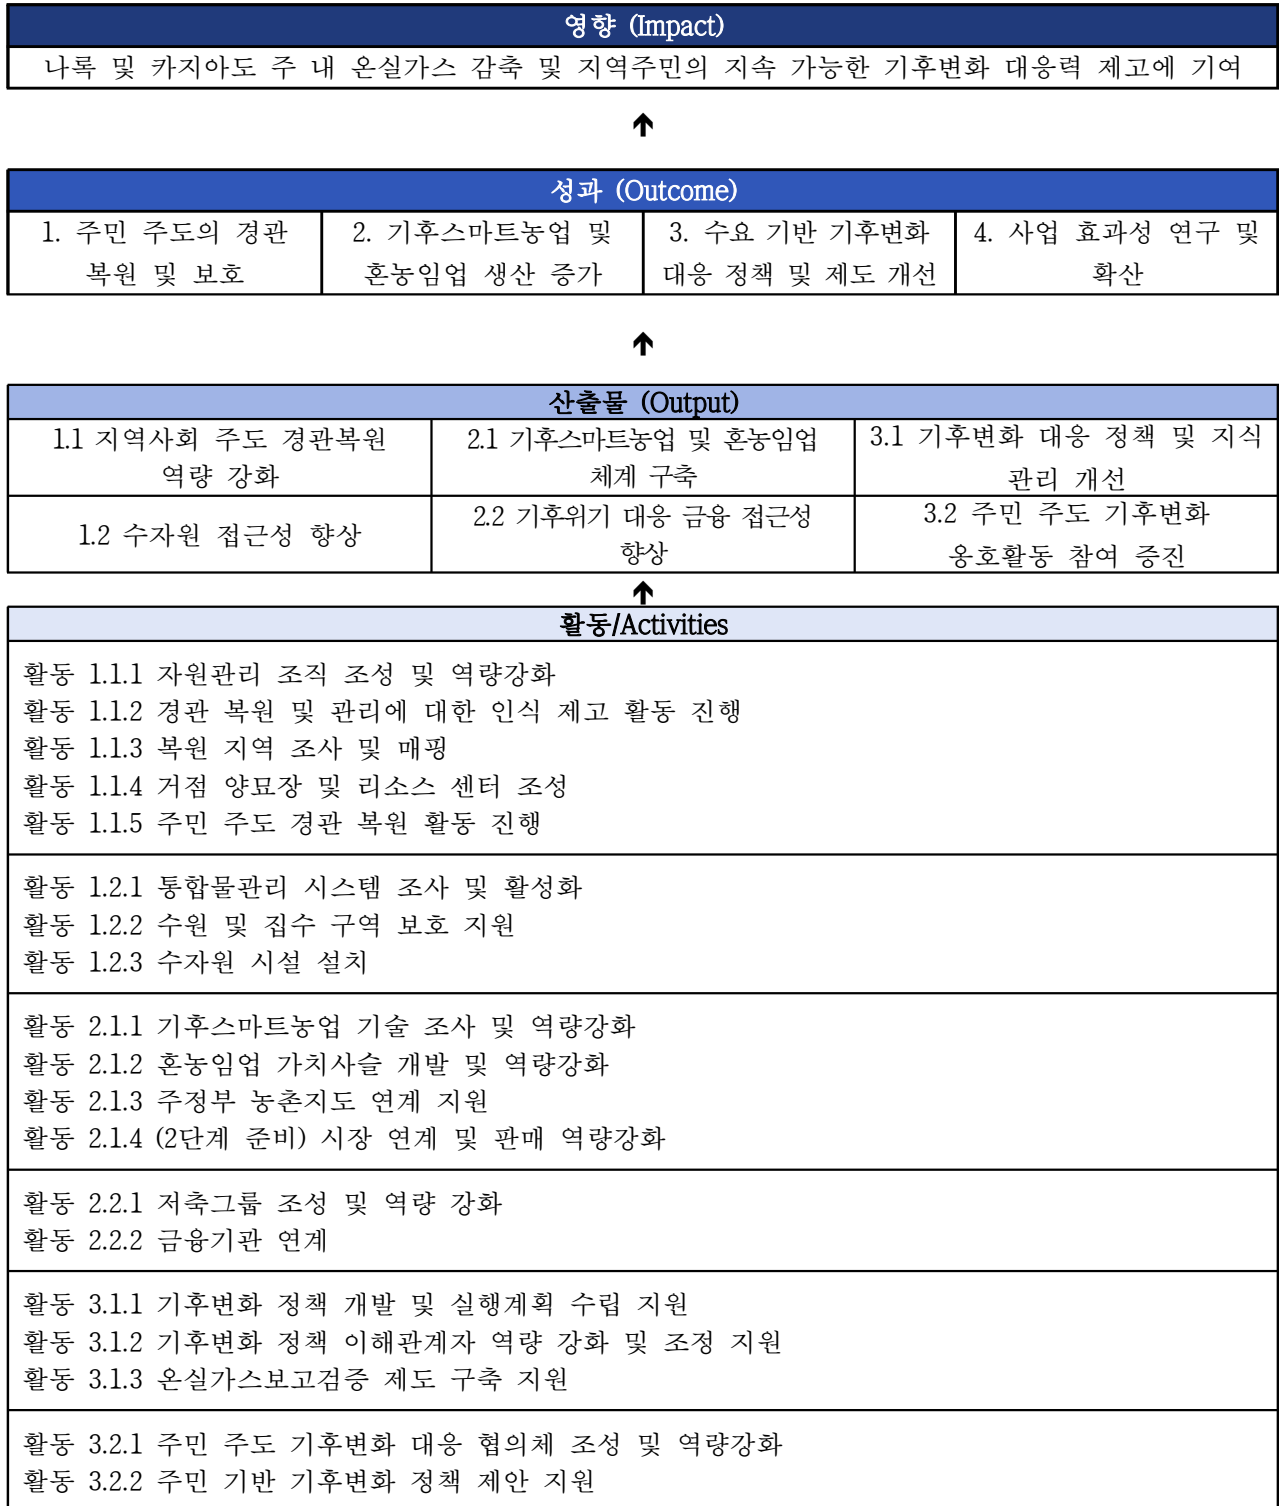 영향 (Impact)
나록 및 카지아도 주 내 온실가스 감축 및 지역주민의 지속 가능한 기후변화 대응력 제고에 기여
성과 (Outcome)
1. 주민 주도의 경관
복원 및 보호
2. 기후스마트농업 및
혼농임업 생산 증가
3. 수요 기반 기후변화
대응 정책 및 제도 개선
4. 사업 효과성 연구 및
확산
산출물 (Output)
1.1 지역사회 주도 경관복원
역량 강화
2.1 기후스마트농업 및 혼농임업
체계 구축
3.1 기후변화 대응 정책 및 지식
관리 개선
1.2 수자원 접근성 향상
2.2 기후위기 대응 금융 접근성
향상
3.2 주민 주도 기후변화
옹호활동 참여 증진
활동/Activities
활동 1.1.1 자원관리 조직 조성 및 역량강화
활동 1.1.2 경관 복원 및 관리에 대한 인식 제고 활동 진행
활동 1.1.3 복원 지역 조사 및 매핑
활동 1.1.4 거점 양묘장 및 리소스 센터 조성
활동 1.1.5 주민 주도 경관 복원 활동 진행
활동 1.2.1 통합물관리 시스템 조사 및 활성화
활동 1.2.2 수원 및 집수 구역 보호 지원
활동 1.2.3 수자원 시설 설치
활동 2.1.1 기후스마트농업 기술 조사 및 역량강화
활동 2.1.2 혼농임업 가치사슬 개발 및 역량강화
활동 2.1.3 주정부 농촌지도 연계 지원
활동 2.1.4 (2단계 준비) 시장 연계 및 판매 역량강화
활동 2.2.1 저축그룹 조성 및 역량 강화
활동 2.2.2 금융기관 연계
활동 3.1.1 기후변화 정책 개발 및 실행계획 수립 지원
활동 3.1.2 기후변화 정책 이해관계자 역량 강화 및 조정 지원
활동 3.1.3 온실가스보고검증 제도 구축 지원
활동 3.2.1 주민 주도 기후변화 대응 협의체 조성 및 역량강화
활동 3.2.2 주민 기반 기후변화 정책 제안 지원